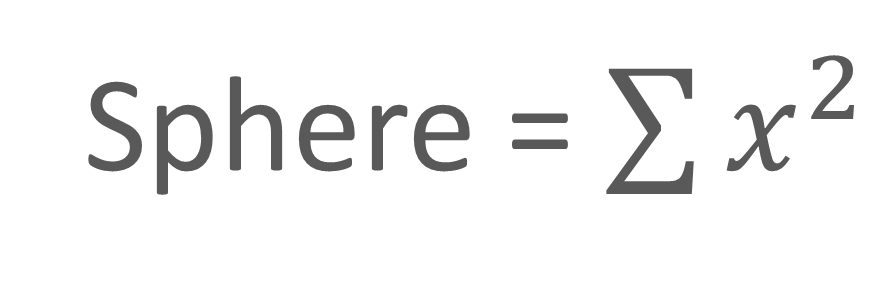 Sphere = ∑ x²